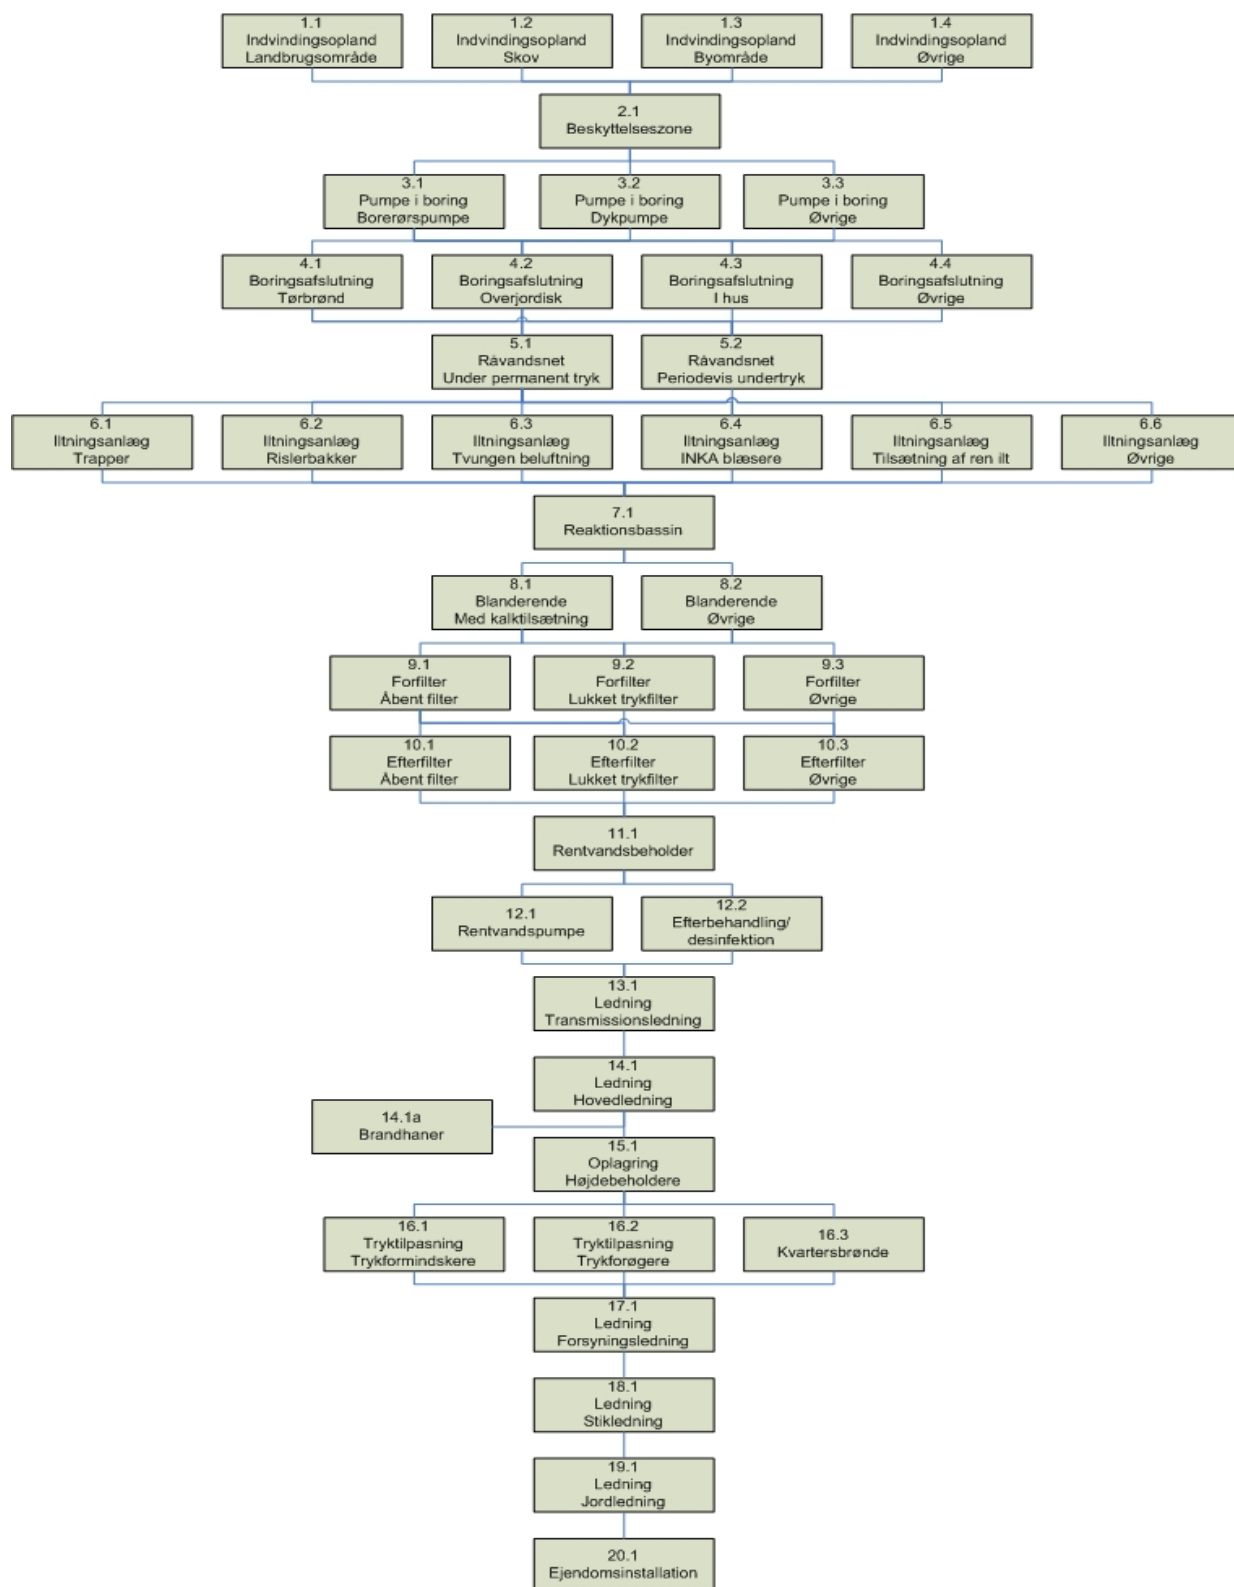 1.1
Indvindingsopland
Landbrugsområde
1.2
Indvindingsopland
Skov
1.3
Indvindingsopland
Byområde
1.4
Indvindingsopland
Øvrige
2.1
Beskyttelseszone
3.1
Pumpe i boring
Borerørspumpe
3.2
Pumpe i boring
Dykpumpe
3.3
Pumpe i boring
Øvrige
4.1
Boringsafslutning
Tørbrønd
4.2
Boringsafslutning
Overjordisk
4.3
Boringsafslutning
I hus
4.4
Boringsafslutning
Øvrige
5.1
Råvandsnet
Under permanent tryk
5.2
Råvandsnet
Periodevis undertryk
6.1
Iltningsanlæg
Trapper
6.2
Iltningsanlæg
Rislerbakker
6.3
Iltningsanlæg
Tvungen beluftning
6.4
Iltningsanlæg
INKA blæsere
6.5
Iltningsanlæg
Tilsætning af ren ilt
6.6
Iltningsanlæg
Øvrige
7.1
Reaktionsbassin
8.1
Blanderende
Med kalktilsætning
8.2
Blanderende
Øvrige
9.1
Forfilter
Åbent filter
9.2
Forfilter
Lukket trykfilter
9.3
Forfilter
Øvrige
10.1
Efterfilter
Åbent filter
10.2
Efterfilter
Lukket trykfilter
10.3
Efterfilter
Øvrige
11.1
Rentvandsbeholder
12.1
Rentvandspumpe
12.2
Efterbehandling/
desinfektion
13.1
Ledning
Transmissionsledning
14.1
Ledning
Hovedledning
14.1a
Brandhaner
15.1
Oplagring
Højdebeholdere
16.1
Tryktilpasning
Trykformindskere
16.2
Tryktilpasning
Trykforøgere
16.3
Kvartersbrønde
17.1
Ledning
Forsyningsledning
18.1
Ledning
Stikledning
19.1
Ledning
Jordledning
20.1
Ejendomsinstallation